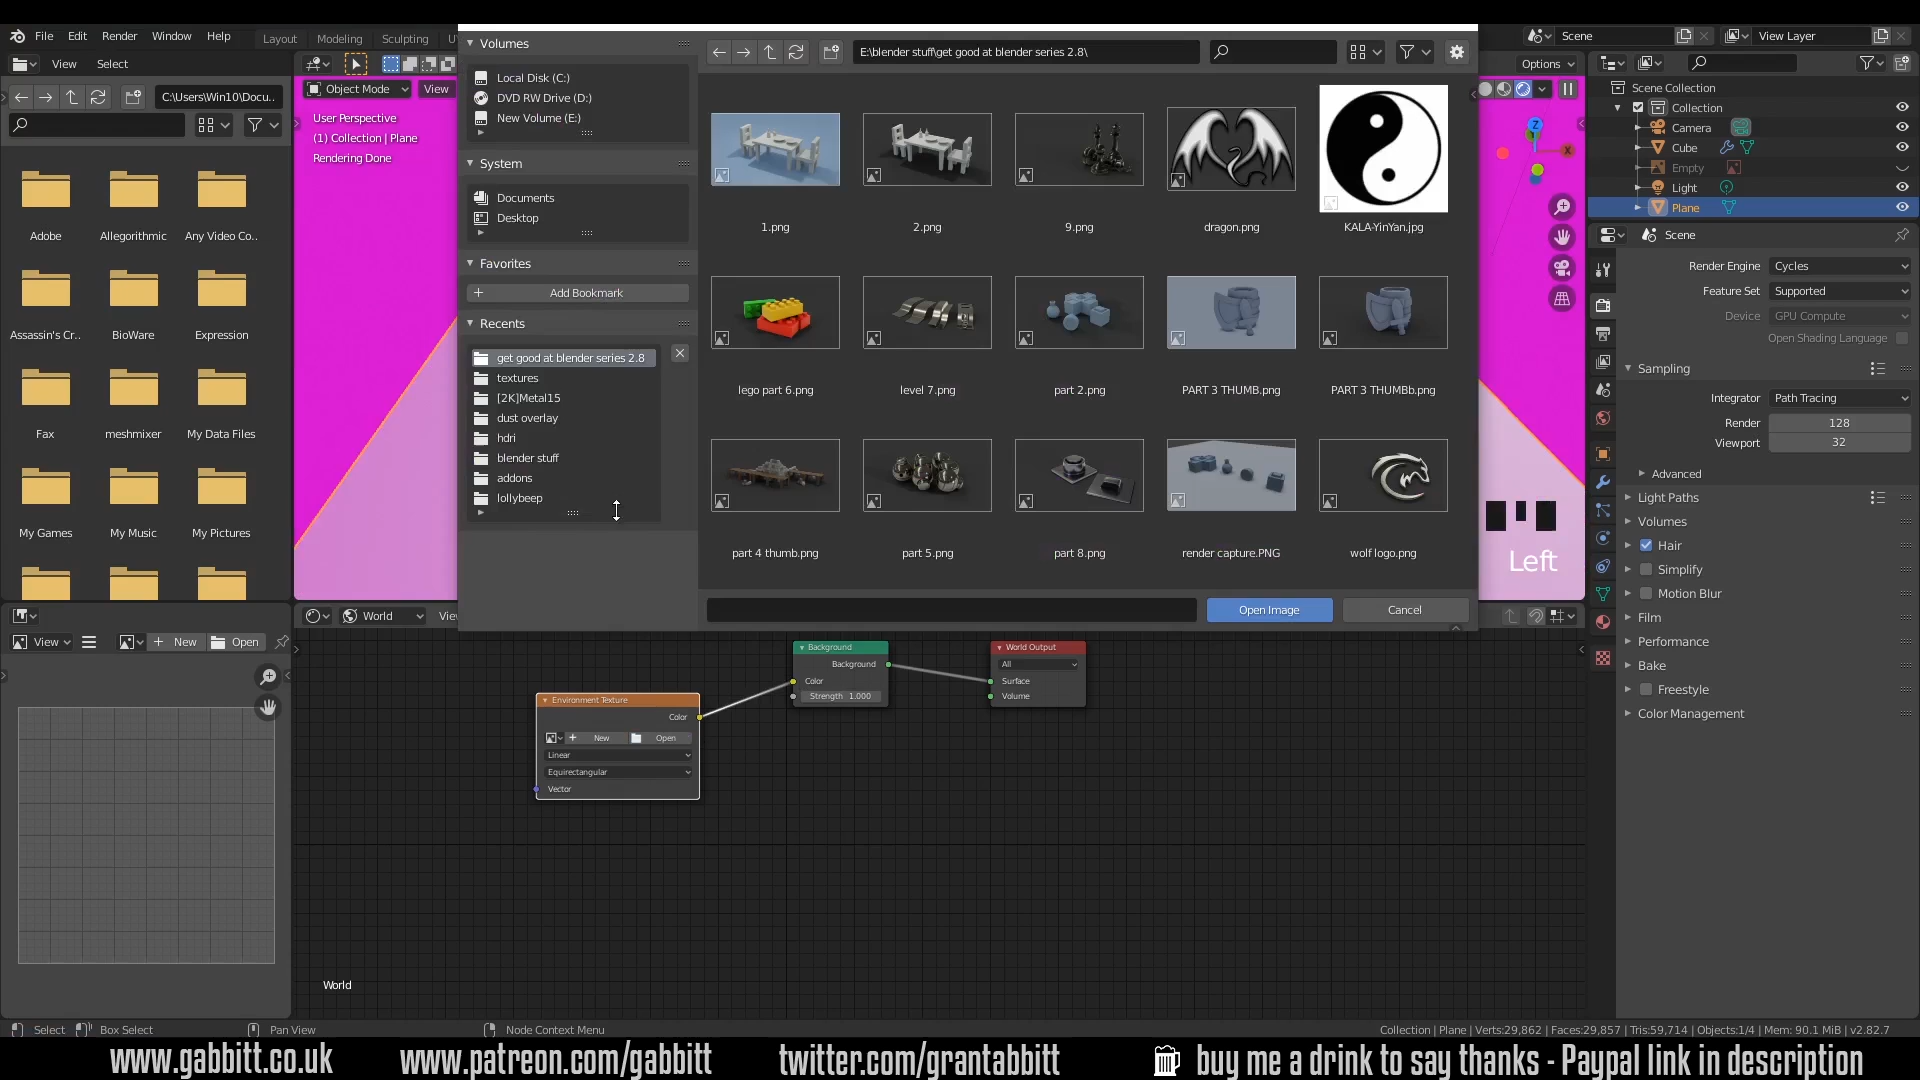 File Edit Render Window Help Layout Modeling Sculpting
Scene View Layer
View Select
Options
C:\Users\Win10\Docu..
Object Mode View
User Perspective
(1) Collection | Plane
Rendering Done
Adobe Allegorithmic Any Video Co..
Assassin's Cr.. BioWare Expression
Fax meshmixer My Data Files
My Games My Music My Pictures
Volumes
Local Disk (C:)
DVD RW Drive (D:)
New Volume (E:)
System
Documents
Desktop
Favorites
Add Bookmark
Recents
get good at blender series 2.8
textures
[2K]Metal15
dust overlay
hdri
blender stuff
addons
lollybeep
E:\blender stuff\get good at blender series 2.8\
1.png 2.png 9.png dragon.png KALA-YinYan.jpg
lego part 6.png level 7.png part 2.png PART 3 THUMB.png PART 3 THUMBb.png
part 4 thumb.png part 5.png part 8.png render capture.PNG wolf logo.png
Open Image Cancel
Z
X
Left
Scene Collection
Collection
Camera
Cube
Empty
Light
Plane
Scene
Render Engine Cycles
Feature Set Supported
Device GPU Compute
Open Shading Language
Sampling
Integrator Path Tracing
Render 128
Viewport 32
Advanced
Light Paths
Volumes
Hair
Simplify
Motion Blur
Film
Performance
Bake
Freestyle
Color Management
View New Open
World
Environment Texture
Color
New Open
Linear
Equirectangular
Vector
Background
Background
Color
Strength 1.000
World Output
All
Surface
Volume
World
Select Box Select Pan View Node Context Menu
Collection | Plane | Verts:29,862 | Faces:29,857 | Tris:59,714 | Objects:1/4 | Mem: 90.1 MiB | v2.82.7
www.gabbitt.co.uk www.patreon.com/gabbitt twitter.com/grantabbitt buy me a drink to say thanks - Paypal link in description